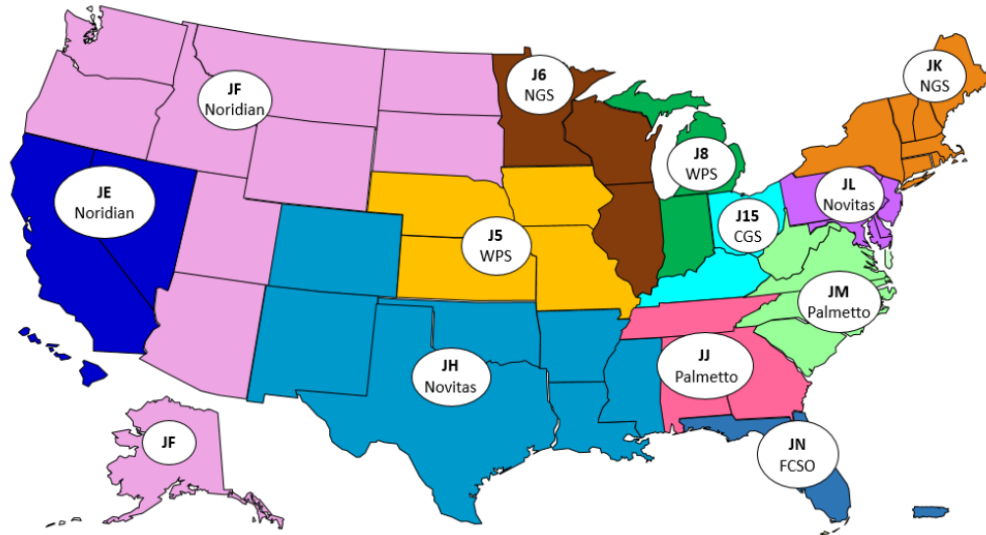 JF
Noridian
J6
NGS
JK
NGS
J8
WPS
JE
Noridian
JL
Novitas
J15
CGS
J5
WPS
JM
Palmetto
JH
Novitas
JJ
Palmetto
JF
JN
FCSO